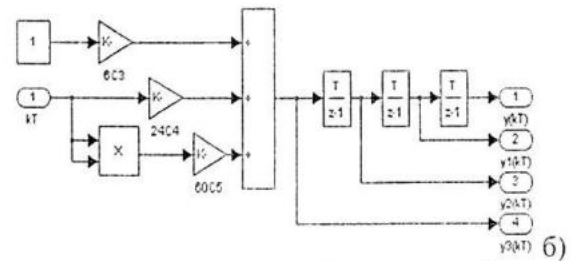 1
K-
6C3
1
kT
K-
24C4
X
K-
60C5
+
+
+
T
z-1
T
z-1
T
z-1
1
y(kT)
2
y1(kT)
3
y2(kT)
4
y3(kT)
б)